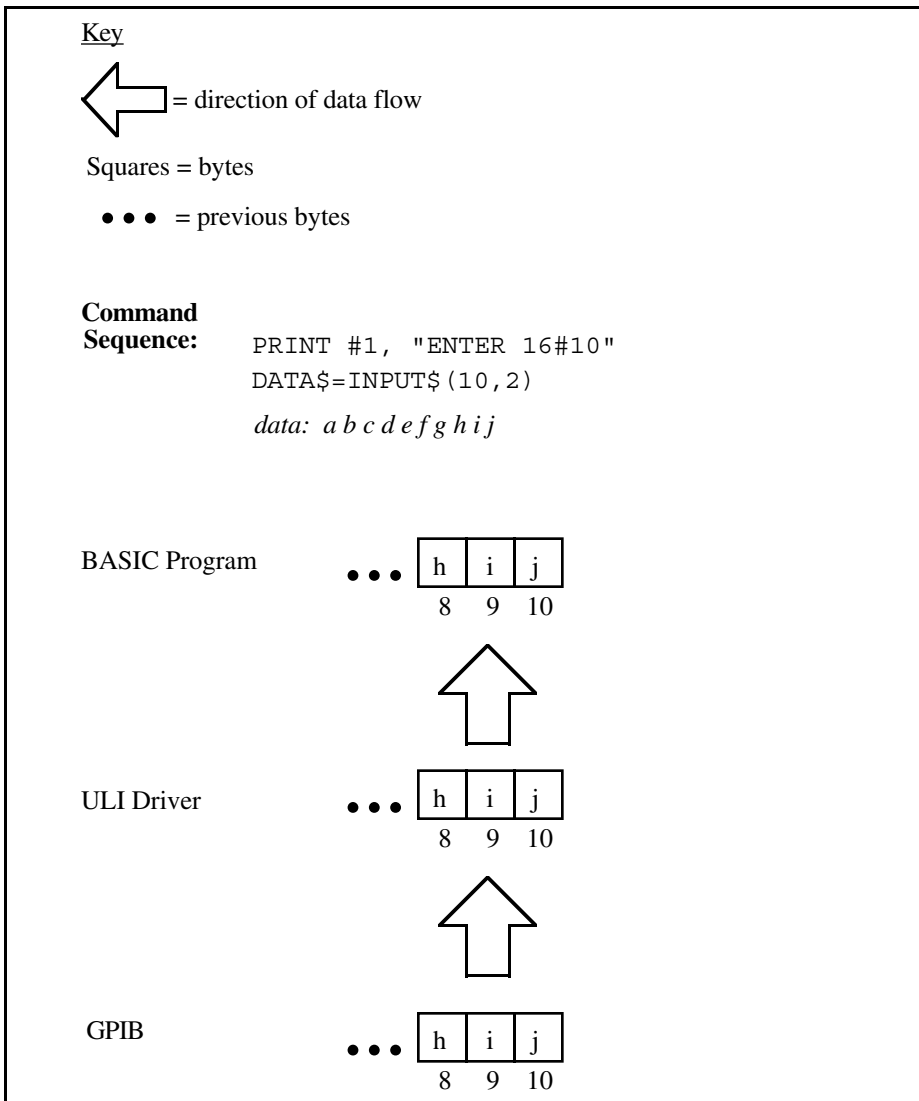 Key
= direction of data flow
Squares = bytes
••• = previous bytes
Command
Sequence:
PRINT #1, "ENTER 16#10"
DATA$=INPUT$(10,2)
data: a b c d e f g h i j
BASIC Program ••• h i j
8 9 10
ULI Driver ••• h i j
8 9 10
GPIB ••• h i j
8 9 10